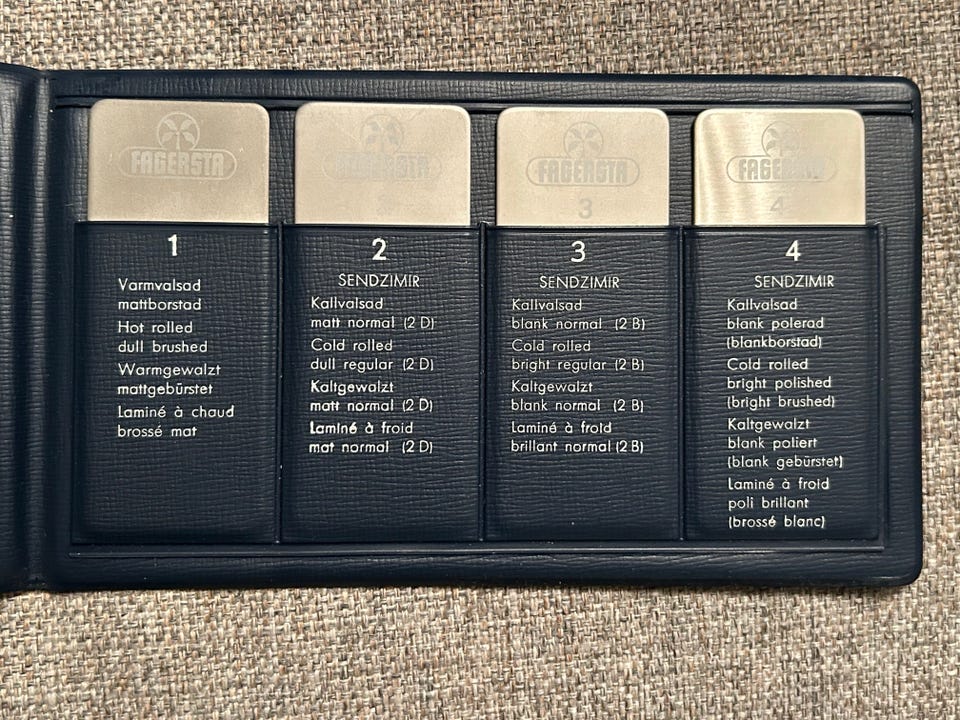 FAGERSTA
1
Varmvalsad
mattborstad
Hot rolled
dull brushed
Warmgewalzt
mattgebürstet
Laminé à chaud
brossé mat
FAGERSTA
2
SENDZIMIR
Kallvalsad
matt normal (2 D)
Cold rolled
dull regular (2 D)
Kaltgewalzt
matt normal (2 D)
Laminé à froid
mat normal (2 D)
FAGERSTA
3
3
SENDZIMIR
Kallvalsad
blank normal (2 B)
Cold rolled
bright regular (2 B)
Kaltgewalzt
blank normal (2 B)
Laminé à froid
brillant normal (2 B)
FAGERSTA
4
4
SENDZIMIR
Kallvalsad
blank polerad
(blankborstad)
Cold rolled
bright polished
(bright brushed)
Kaltgewalzt
blank poliert
(blank gebürstet)
Laminé à froid
poli brillant
(brossé blanc)